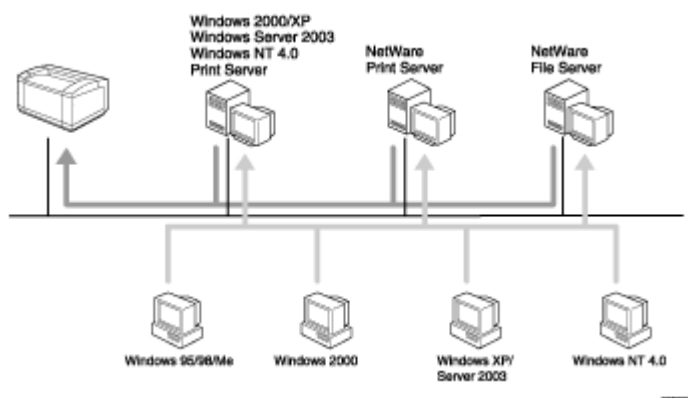 Windows 2000/XP
Windows Server 2003
Windows NT 4.0
Print Server
NetWare
Print Server
NetWare
File Server
Windows 95/98/Me
Windows 2000
Windows XP/
Server 2003
Windows NT 4.0